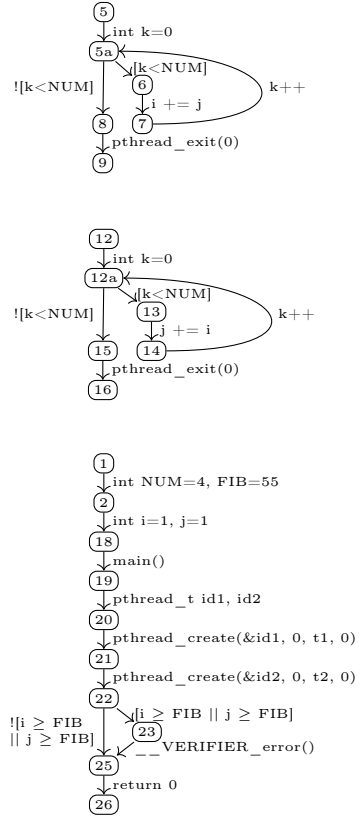 5
int k=0
5a
[k<NUM]
![k<NUM]
6
k++
i += j
8
7
pthread_exit(0)
9
12
int k=0
12a
[k<NUM]
![k<NUM]
13
k++
j += i
15
14
pthread_exit(0)
16
1
int NUM=4, FIB=55
2
int i=1, j=1
18
main()
19
pthread_t id1, id2
20
pthread_create(&id1, 0, t1, 0)
21
pthread_create(&id2, 0, t2, 0)
22
[i ≥ FIB || j ≥ FIB]
![i ≥ FIB
|| j ≥ FIB]
23
__VERIFIER_error()
25
return 0
26